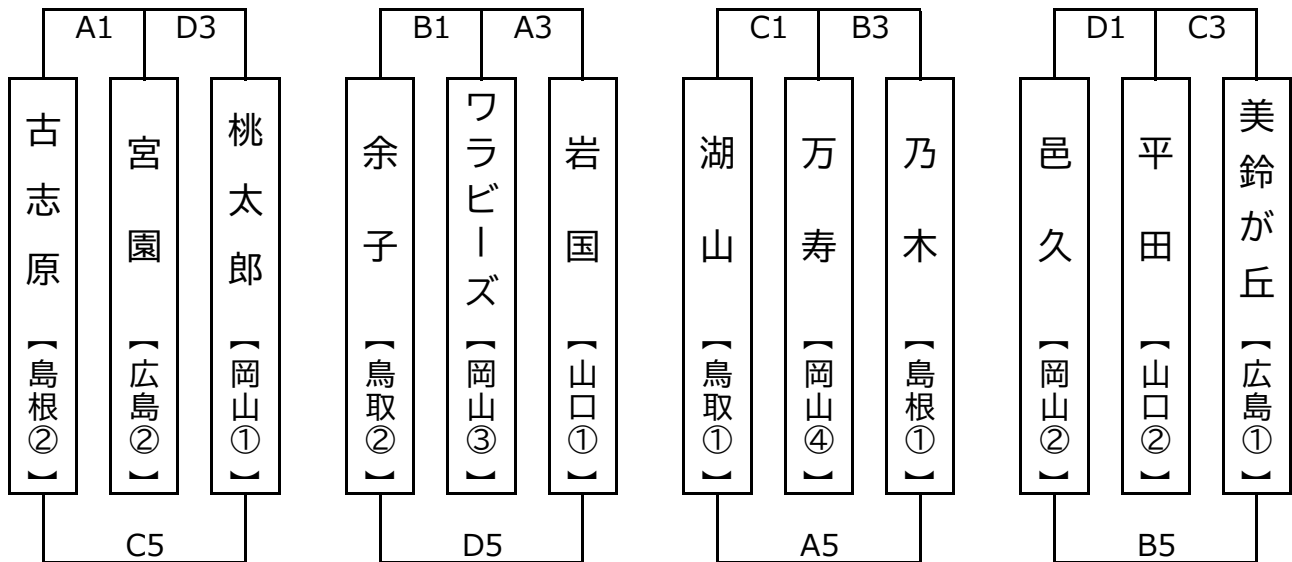 A1 D3 B1 A3 C1 B3 D1 C3
古志原【島根②】
宮園【広島②】
桃太郎【岡山①】
余子【鳥取②】
ワラビーズ【岡山③】
岩国【山口①】
湖山【鳥取①】
万寿【岡山④】
乃木【島根①】
邑久【岡山②】
平田【山口②】
美鈴が丘【広島①】
C5 D5 A5 B5